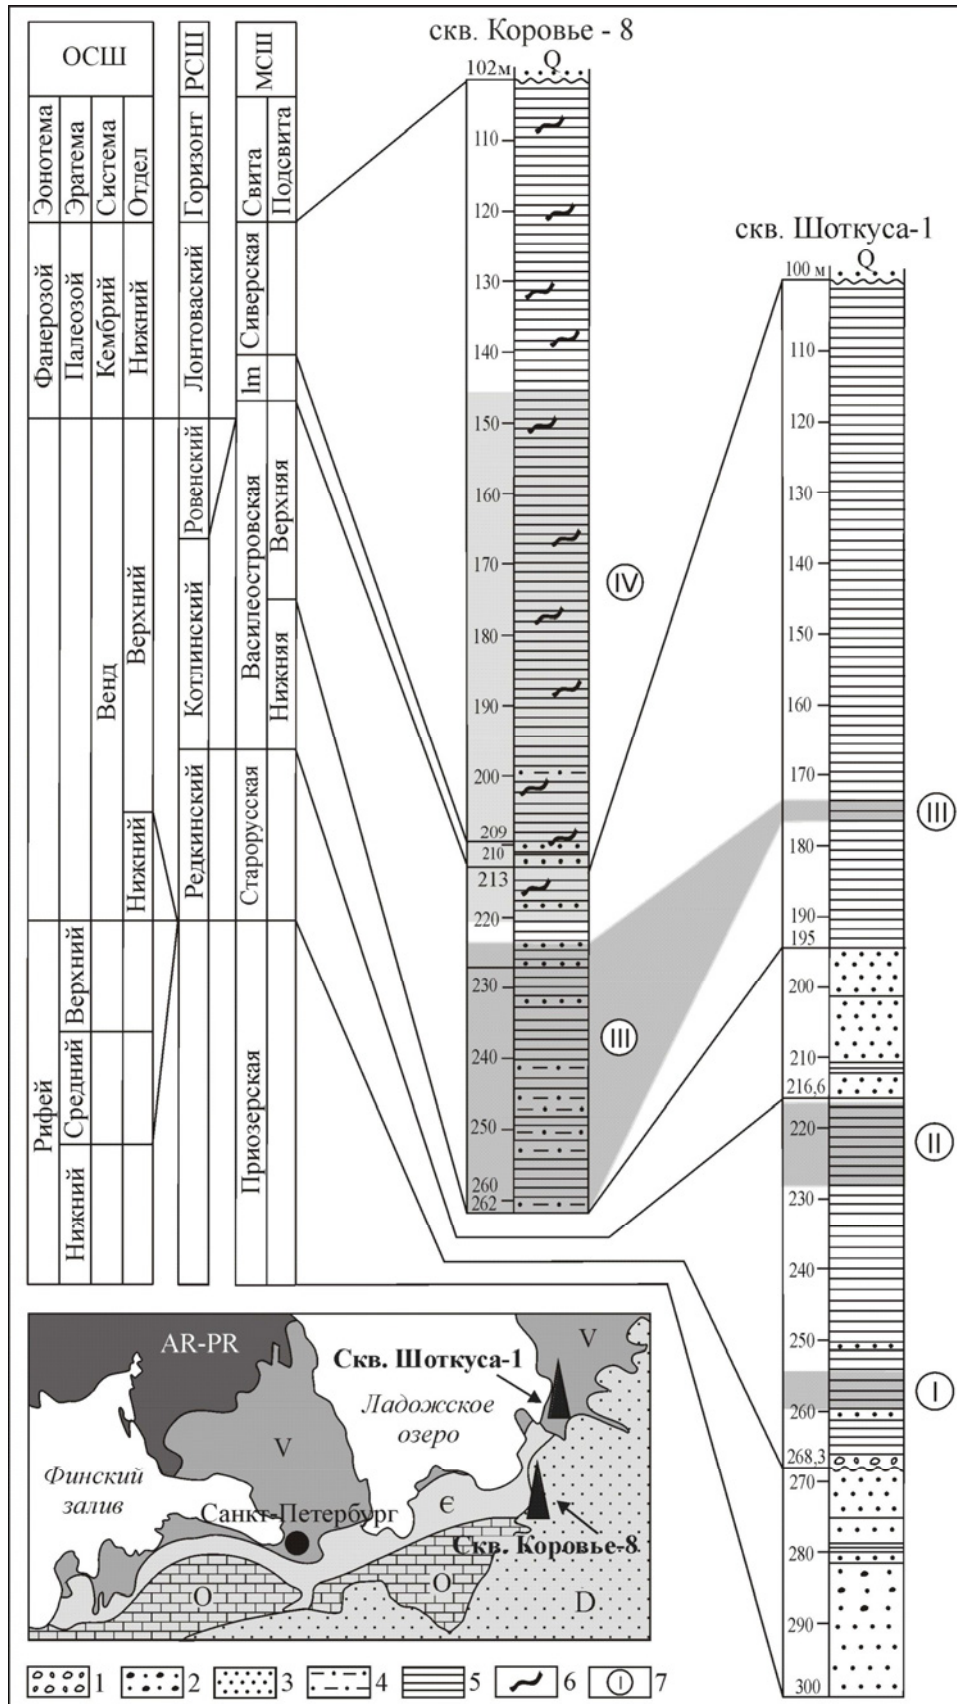 ОСШ
РСШ
МСШ
Эонотема
Эратема
Система
Отдел
Горизонт
Свита
Подсвита
Фанерозой
Палеозой
Кембрий
Нижний
Лонтоваский
Сиверская
lm
Венд
Верхний
Нижний
Ровенский
Котлинский
Редкинский
Василеостровская
Верхняя
Нижняя
Старорусская
Рифей
Верхний
Средний
Нижний
Приозерская
скв. Коровье - 8
Q
102м
110
120
130
140
150
160
170
180
190
200
209
210
213
220
230
240
250
260
262
IV
III
скв. Шоткуса-1
Q
100 м
110
120
130
140
150
160
170
180
190
195
200
210
216,6
220
230
240
250
260
268,3
270
280
290
300
III
II
I
AR-PR
V
Скв. Шоткуса-1
Ладожское
озеро
V
Финский
залив
Санкт-Петербург
Є
Скв. Коровье-8
О
О
D
1 2 3 4 5 6 I 7